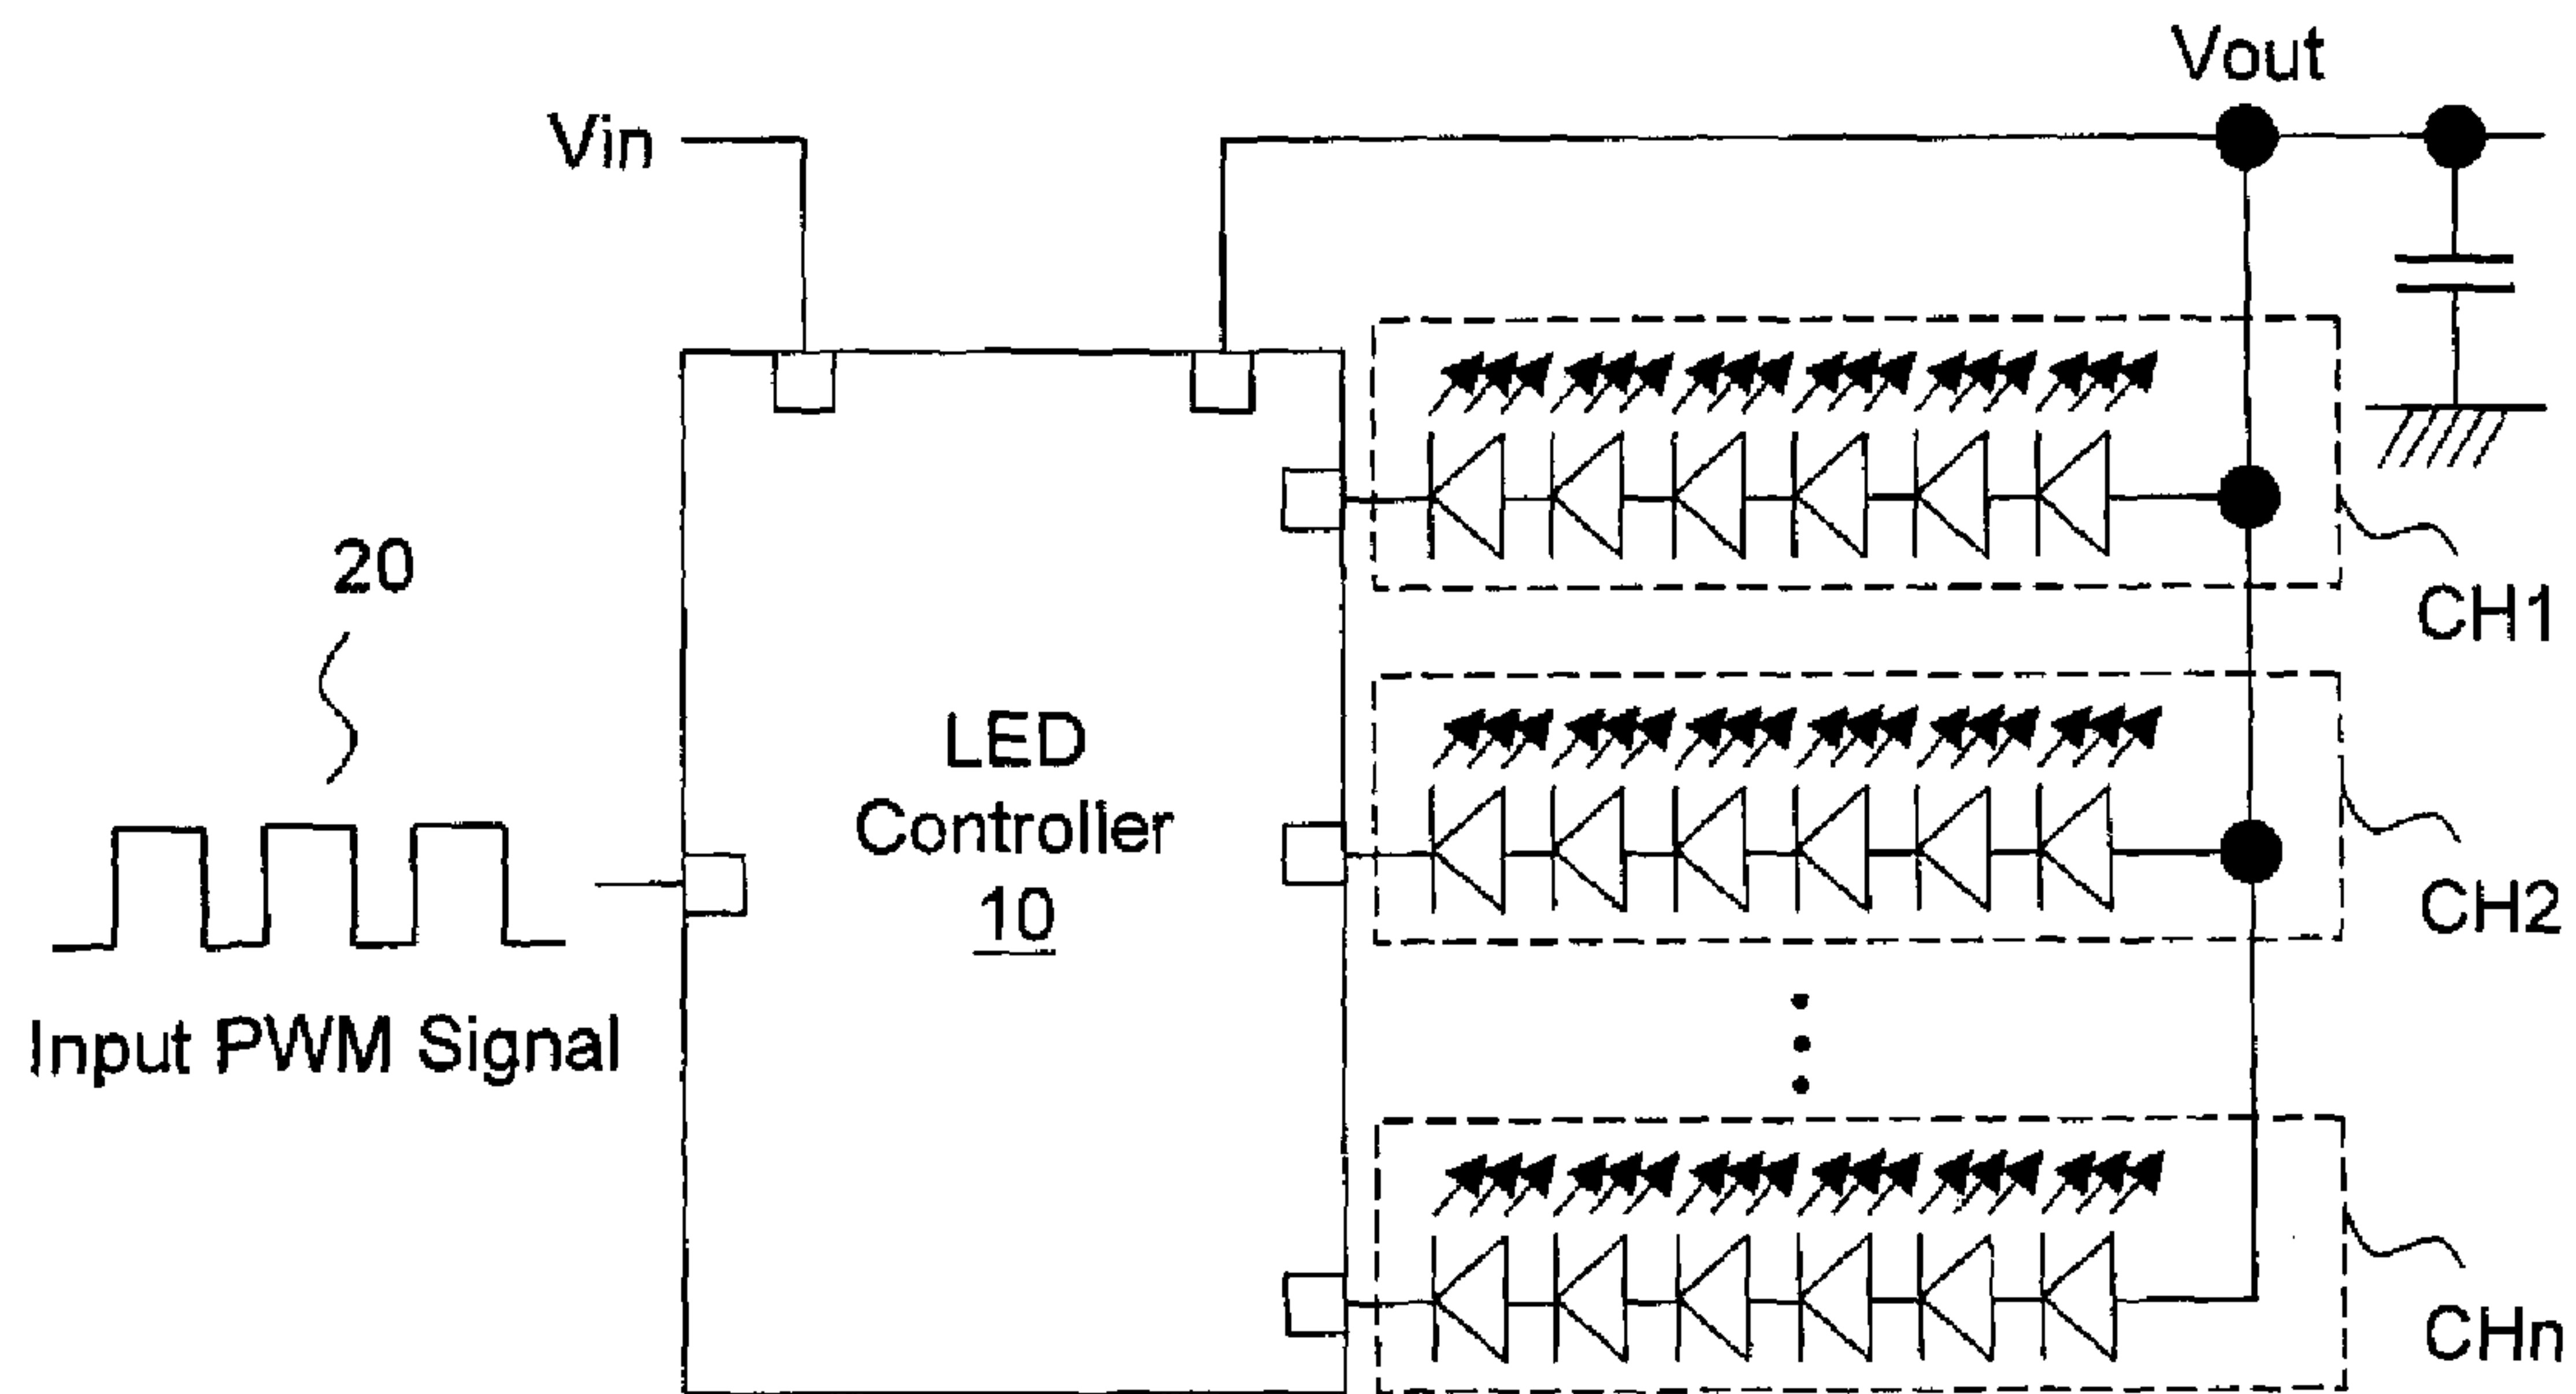 Vout
Vin
20
CH1
LED
Controller
10
CH2
Input PWM Signal
CHn